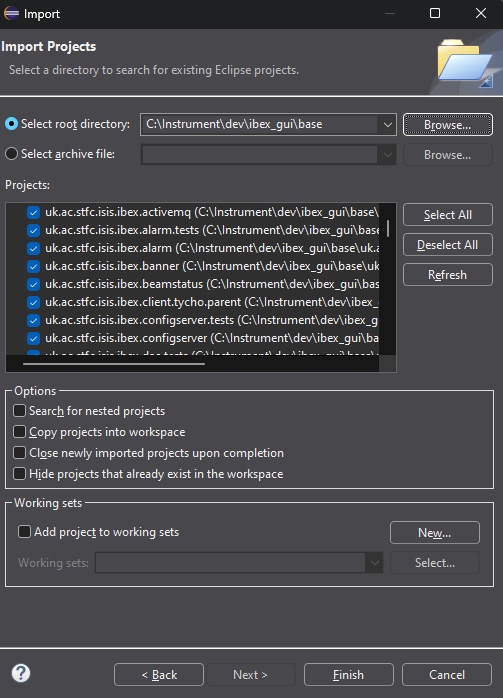 Import
Import Projects
Select a directory to search for existing Eclipse projects.
Select root directory: C:\Instrument\dev\ibex_gui\base Browse...
Select archive file: Browse...
Projects:
uk.ac.stfc.isis.ibex.activemq (C:\Instrument\dev\ibex_gui\base\
uk.ac.stfc.isis.ibex.alarm.tests (C:\Instrument\dev\ibex_gui\base
uk.ac.stfc.isis.ibex.alarm (C:\Instrument\dev\ibex_gui\base\uk.a
uk.ac.stfc.isis.ibex.banner (C:\Instrument\dev\ibex_gui\base\uk
uk.ac.stfc.isis.ibex.beamstatus (C:\Instrument\dev\ibex_gui\bas
uk.ac.stfc.isis.ibex.client.tycho.parent (C:\Instrument\dev\ibex_
uk.ac.stfc.isis.ibex.configserver.tests (C:\Instrument\dev\ibex_g
uk.ac.stfc.isis.ibex.configserver (C:\Instrument\dev\ibex_gui\ba
Select All
Deselect All
Refresh
Options
Search for nested projects
Copy projects into workspace
Close newly imported projects upon completion
Hide projects that already exist in the workspace
Working sets
Add project to working sets New...
Working sets: Select...
? < Back Next > Finish Cancel